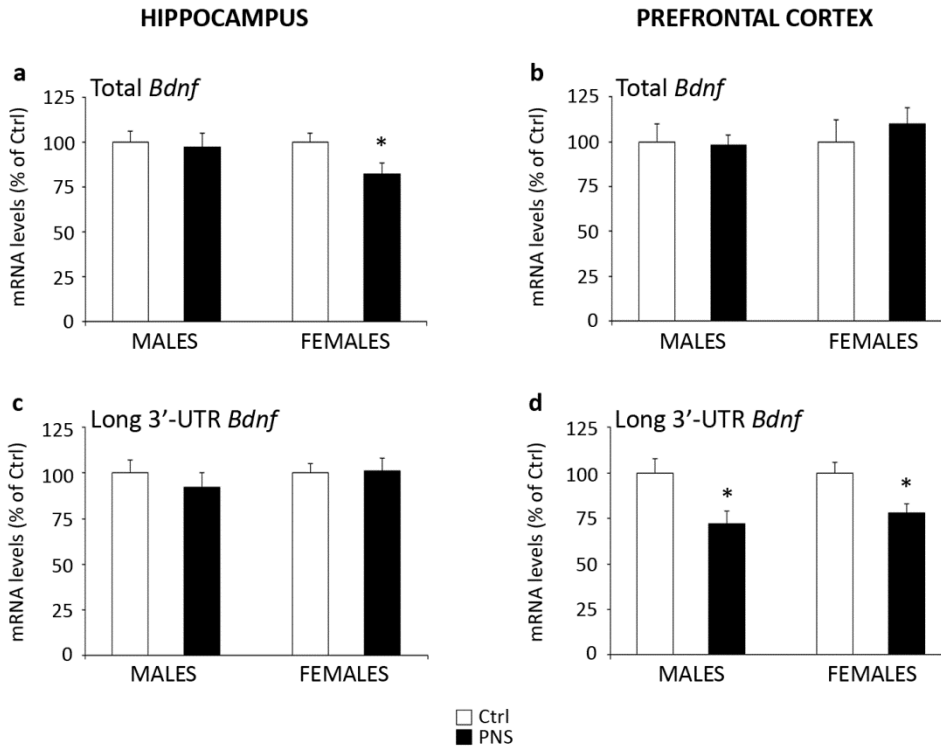 HIPPOCAMPUS
PREFRONTAL CORTEX
a
Total Bdnf
mRNA levels (% of Ctrl)
125
100
75
50
25
0
*
MALES
FEMALES
b
Total Bdnf
mRNA levels (% of Ctrl)
125
100
75
50
25
0
MALES
FEMALES
c
Long 3’-UTR Bdnf
mRNA levels (% of Ctrl)
125
100
75
50
25
0
MALES
FEMALES
d
Long 3’-UTR Bdnf
mRNA levels (% of Ctrl)
125
100
75
50
25
0
*
*
MALES
FEMALES
Ctrl
PNS